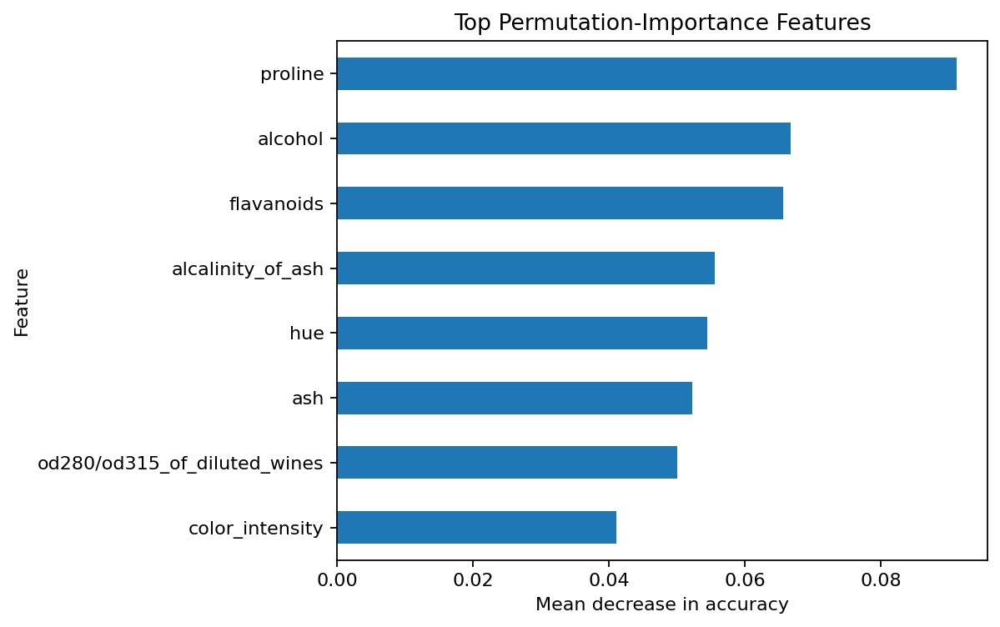 Top Permutation-Importance Features
proline
alcohol
flavanoids
alcalinity_of_ash
hue
ash
od280/od315_of_diluted_wines
color_intensity
Feature
0.00 0.02 0.04 0.06 0.08
Mean decrease in accuracy